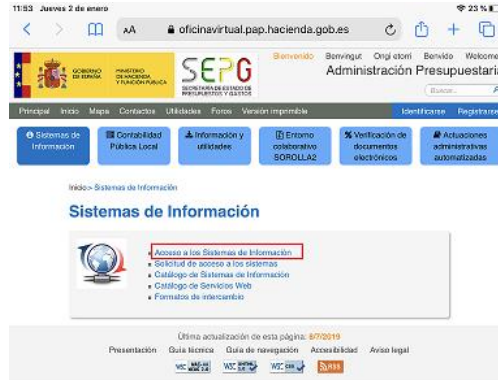 11:53 Jueves 2 de enero
23 %
AA
oficinavirtual.pap.hacienda.gob.es
GOBIERNO DE ESPAÑA
MINISTERIO DE HACIENDA Y FUNCIÓN PÚBLICA
SEPG
SECRETARÍA DE ESTADO DE PRESUPUESTOS Y GASTOS
Bienvenido Benvingut Ongi etorri Benvido Welcome
Administración Presupuestaria
Buscar...
Principal Inicio Mapa Contactos Utilidades Foros Versión imprimible Identificarse Registrarse
Sistemas de Información
Contabilidad Pública Local
Información y utilidades
Entorno colaborativo SOROLLA2
Verificación de documentos electrónicos
Actuaciones administrativas automatizadas
Inicio> Sistemas de Información
Sistemas de Información
Acceso a los Sistemas de Información
Solicitud de acceso a los sistemas
Catálogo de Sistemas de Información
Catálogo de Servicios Web
Formatos de intercambio
Última actualización de esta página: 8/7/2019
Presentación Guía técnica Guía de navegación Accesibilidad Aviso legal
W3C W3C W3C css RSS